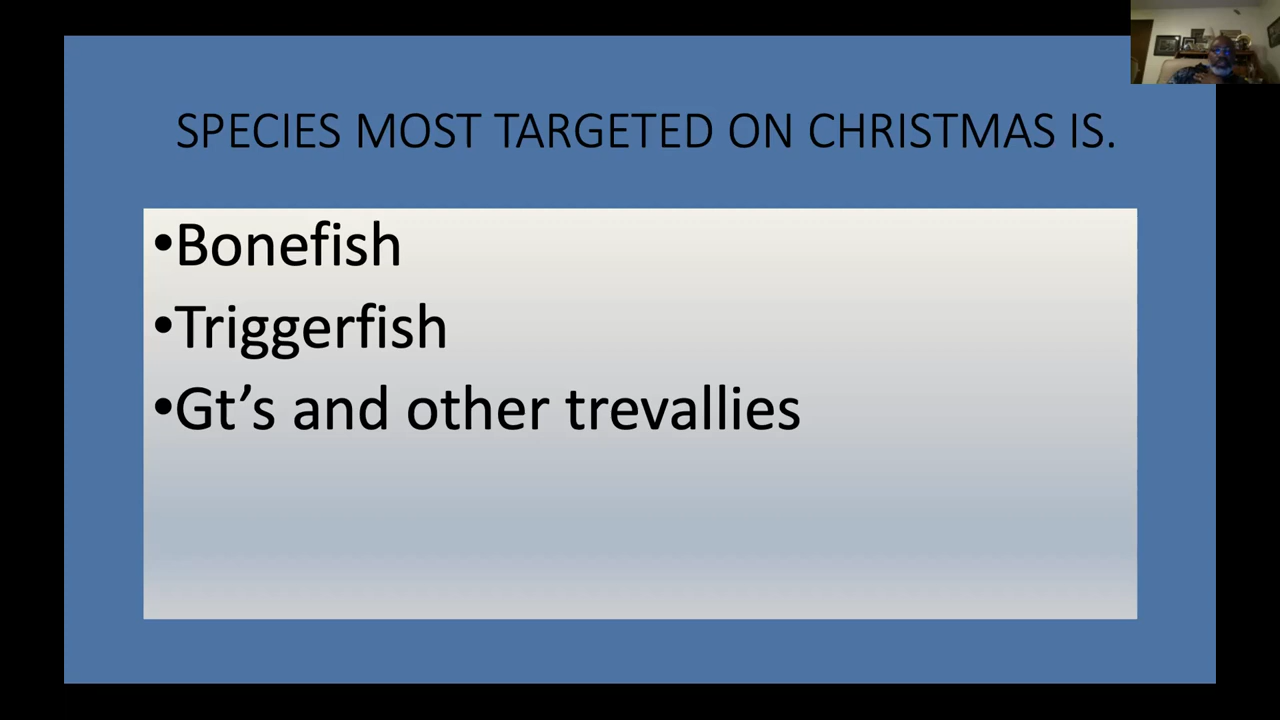 SPECIES MOST TARGETED ON CHRISTMAS IS.
•Bonefish
•Triggerfish
•Gt’s and other trevallies